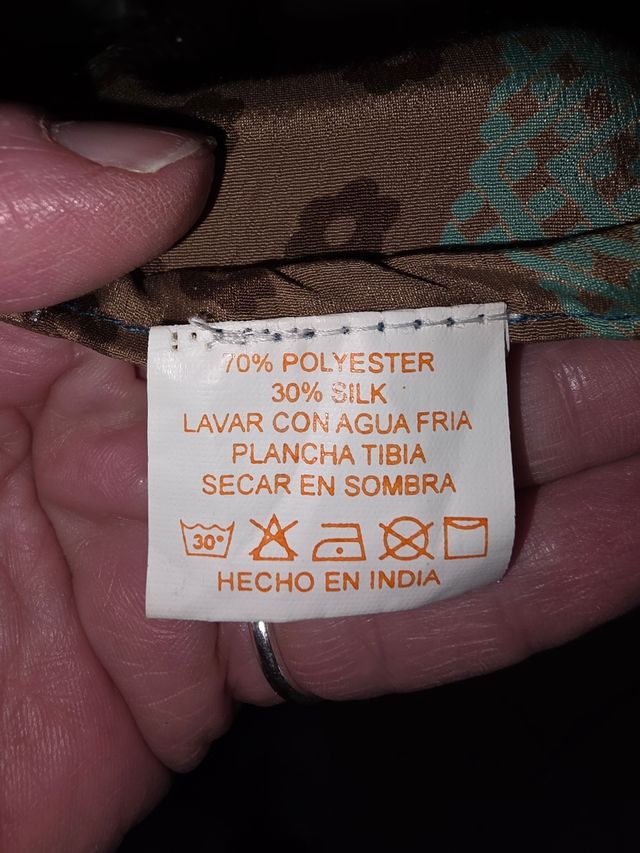 70% POLYESTER
30% SILK
LAVAR CON AGUA FRIA
PLANCHA TIBIA
SECAR EN SOMBRA
30°
HECHO EN INDIA